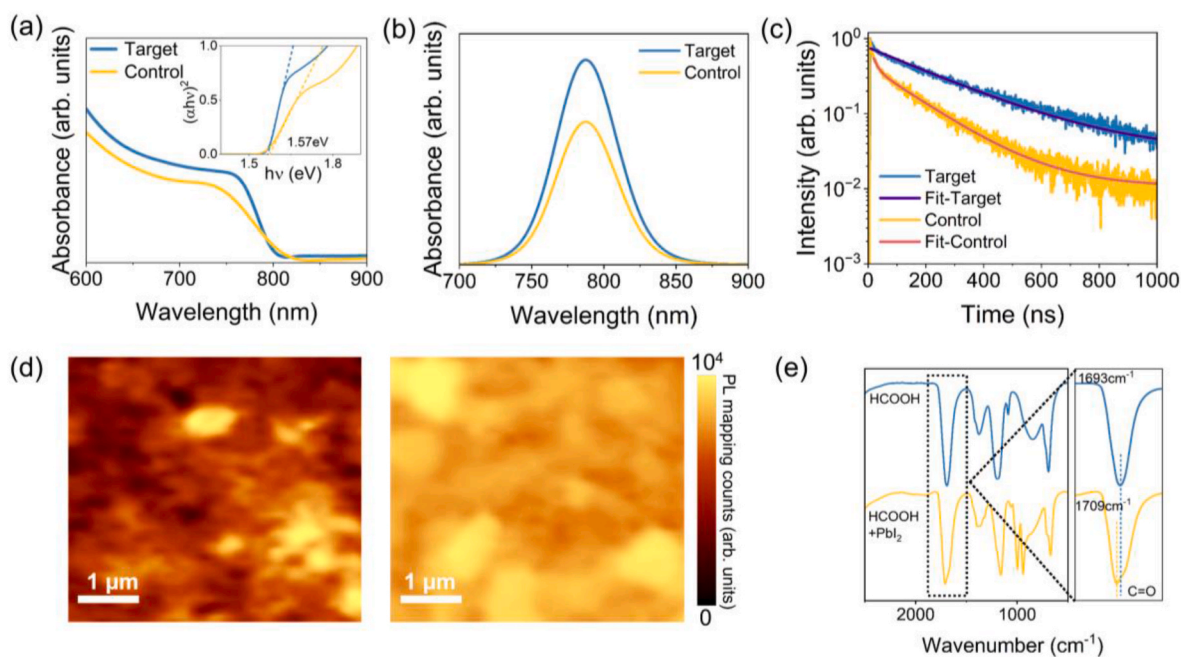 (a)
Absorbance (arb. units)
Target
Control
(αhν)²
1.0
0.5
0.0
1.57eV
1.5
1.8
hν (eV)
600
700
800
900
Wavelength (nm)
(b)
Absorbance (arb. units)
Target
Control
700
750
800
850
900
Wavelength (nm)
(c)
Intensity (arb. units)
10⁰
10⁻¹
10⁻²
10⁻³
Target
Fit-Target
Control
Fit-Control
0
200
400
600
800
1000
Time (ns)
(d)
1 μm
1 μm
10⁴
PL mapping counts (arb. units)
0
(e)
HCOOH
HCOOH
+PbI₂
1693cm⁻¹
1709cm⁻¹
C=O
2000
1000
Wavenumber (cm⁻¹)